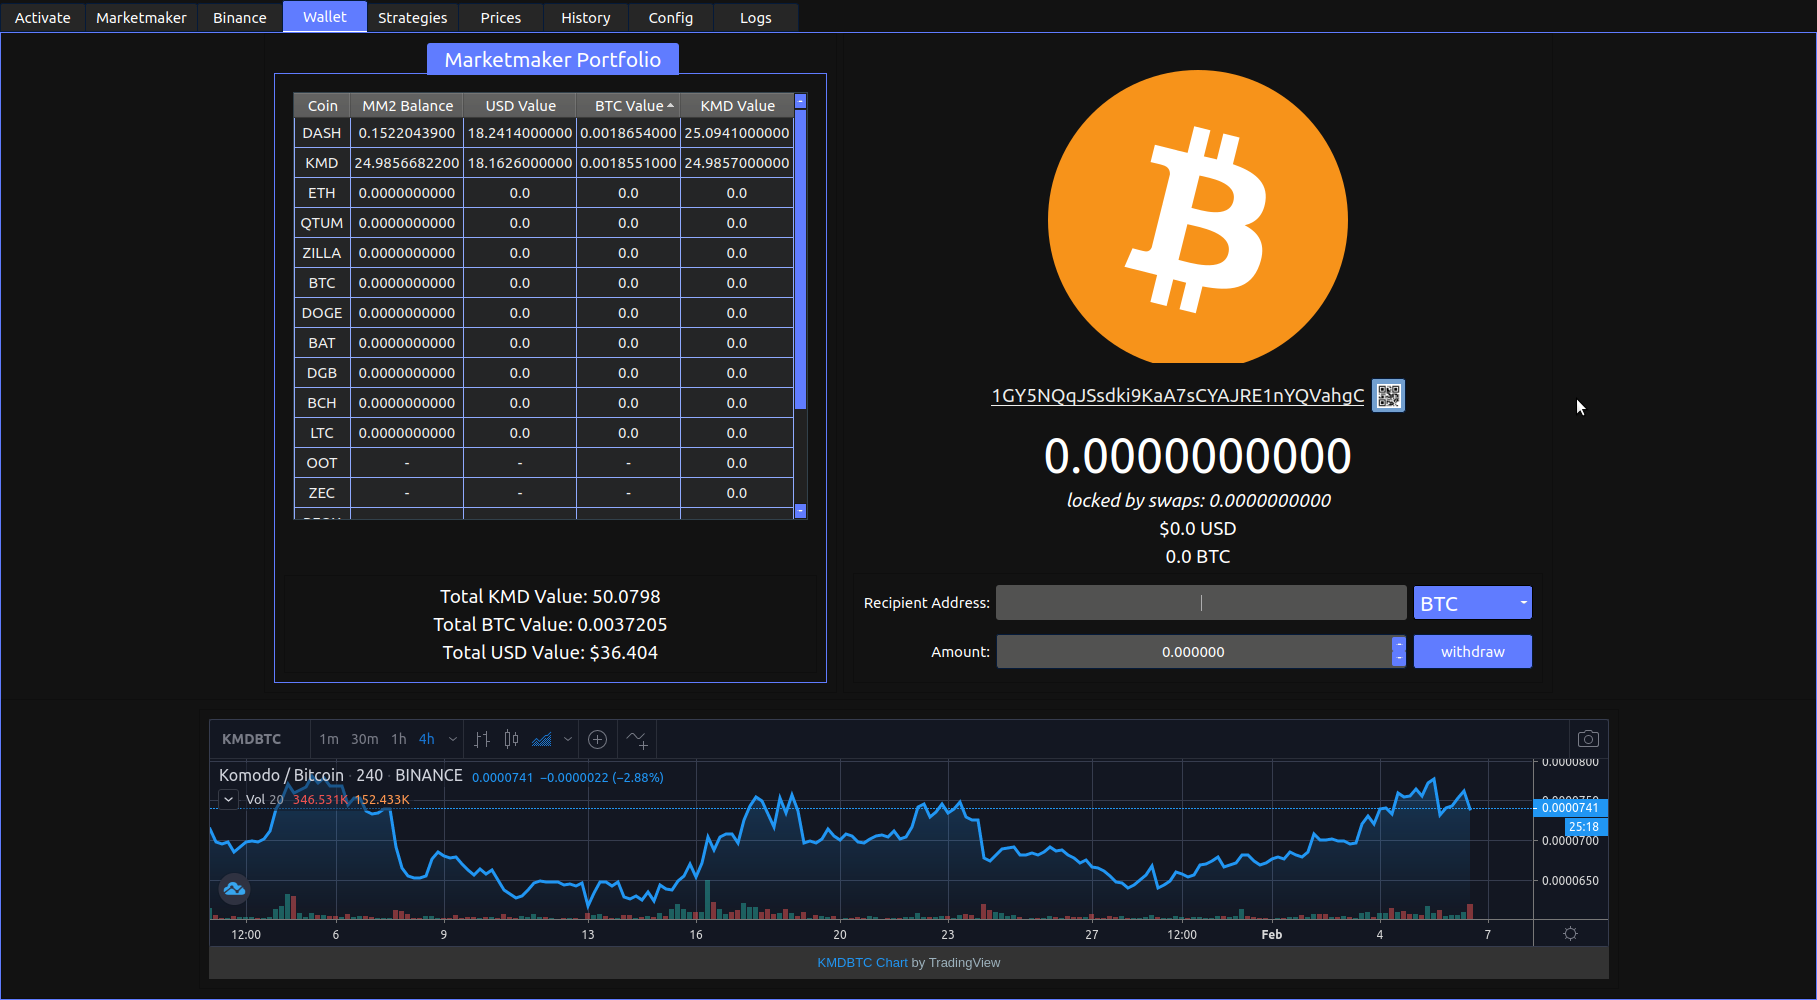 Activate Marketmaker Binance Wallet Strategies Prices History Config Logs
Marketmaker Portfolio
Coin MM2 Balance USD Value BTC Value KMD Value
DASH 0.1522043900 18.2414000000 0.0018654000 25.0941000000
KMD 24.9856682200 18.1626000000 0.0018551000 24.9857000000
ETH 0.0000000000 0.0 0.0 0.0
QTUM 0.0000000000 0.0 0.0 0.0
ZILLA 0.0000000000 0.0 0.0 0.0
BTC 0.0000000000 0.0 0.0 0.0
DOGE 0.0000000000 0.0 0.0 0.0
BAT 0.0000000000 0.0 0.0 0.0
DGB 0.0000000000 0.0 0.0 0.0
BCH 0.0000000000 0.0 0.0 0.0
LTC 0.0000000000 0.0 0.0 0.0
OOT - - - 0.0
ZEC - - - 0.0
Total KMD Value: 50.0798
Total BTC Value: 0.0037205
Total USD Value: $36.404
1GY5NQqJSsdki9KaA7sCYAJRE1nYQVahgC
0.0000000000
locked by swaps: 0.0000000000
$0.0 USD
0.0 BTC
Recipient Address: BTC
Amount: 0.000000 withdraw
KMDBTC 1m 30m 1h 4h
Komodo / Bitcoin · 240 · BINANCE 0.0000741 −0.0000022 (−2.88%)
Vol 20 346.531K 152.433K
0.0000800
0.0000741
25:18
0.0000700
0.0000650
12:00 6 9 13 16 20 23 27 12:00 Feb 4 7
KMDBTC Chart by TradingView